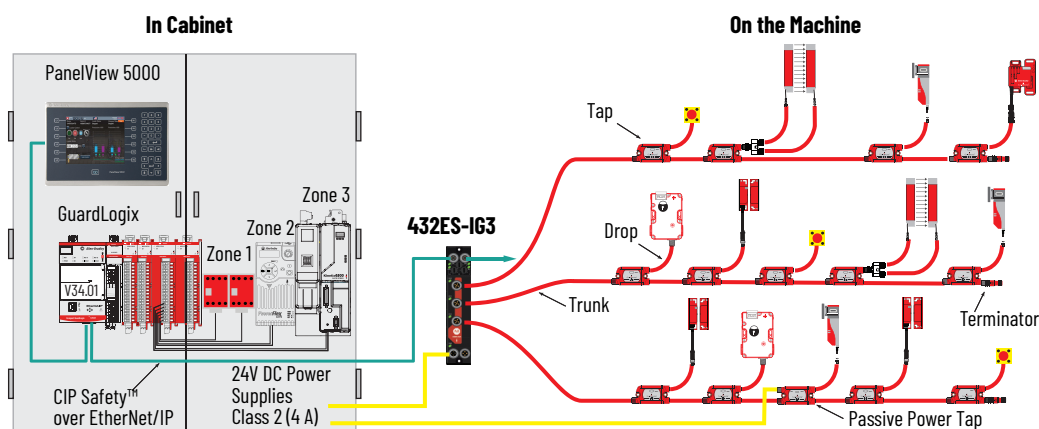 In Cabinet
On the Machine
PanelView 5000
Tap
GuardLogix
Zone 1
Zone 2
Zone 3
432ES-IG3
Drop
Trunk
Terminator
V34.01
CIP Safety™
over EtherNet/IP
24V DC Power
Supplies
Class 2 (4 A)
Passive Power Tap